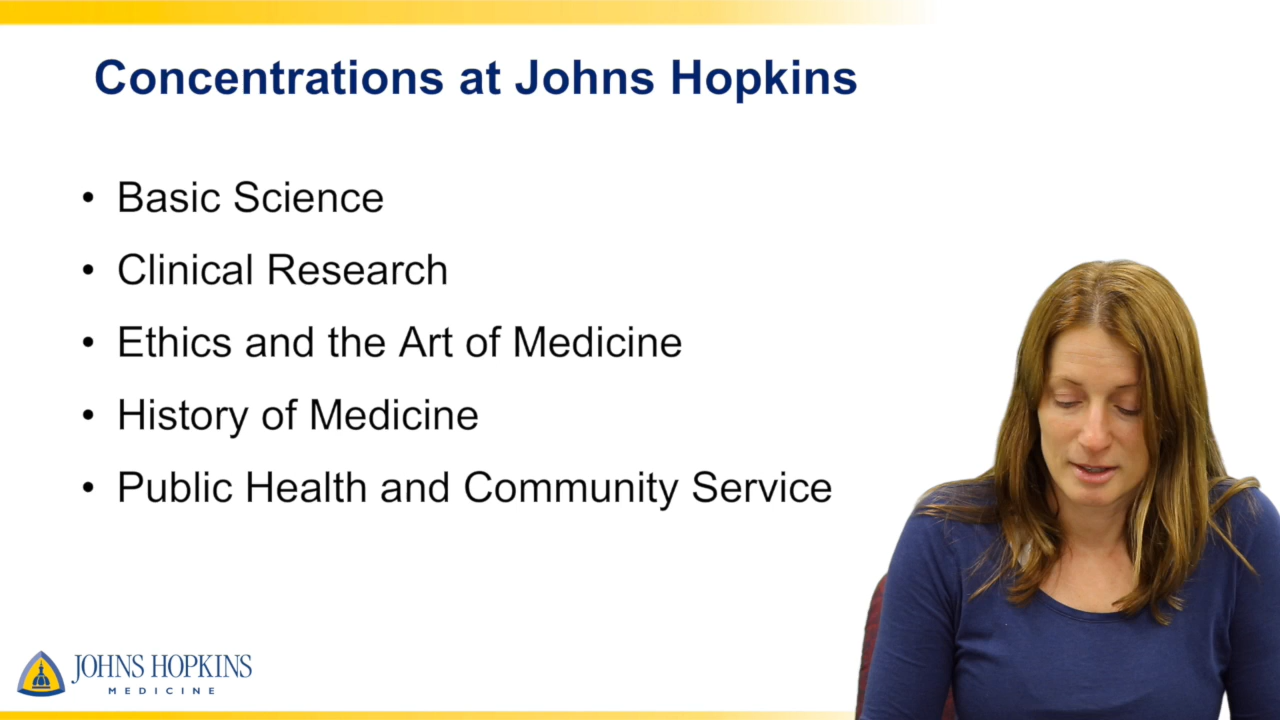 Concentrations at Johns Hopkins
• Basic Science
• Clinical Research
• Ethics and the Art of Medicine
• History of Medicine
• Public Health and Community Service
JOHNS HOPKINS
MEDICINE